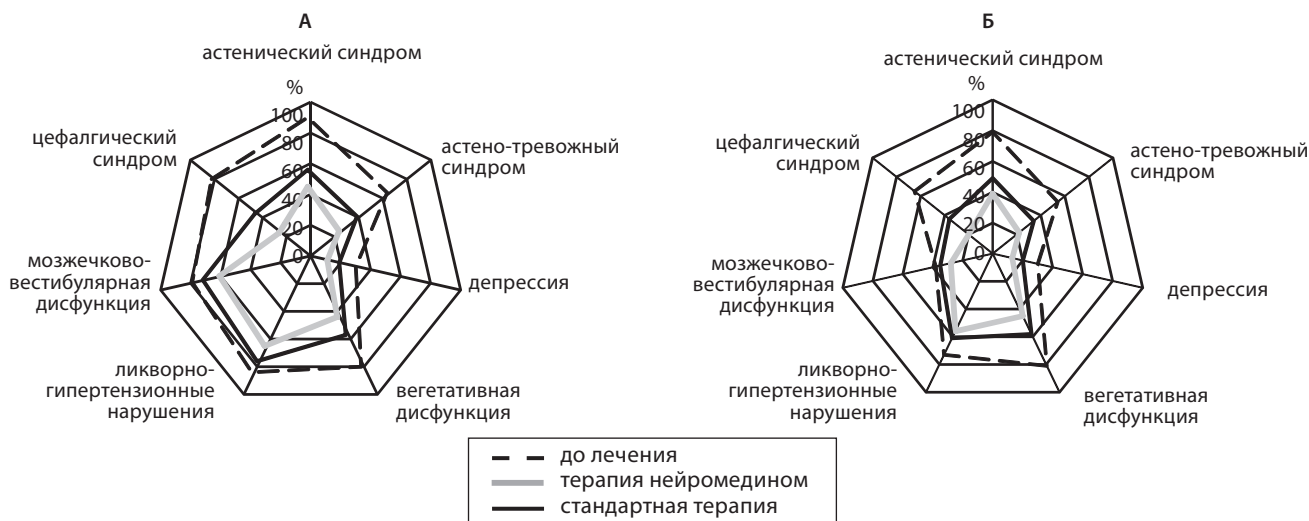 А
астенический синдром
%
100
80
60
40
20
0
астено-тревожный
синдром
депрессия
вегетативная
дисфункция
ликворно-
гипертензионные
нарушения
мозжечково-
вестибулярная
дисфункция
цефалгический
синдром
Б
астенический синдром
%
100
80
60
40
20
0
астено-тревожный
синдром
депрессия
вегетативная
дисфункция
ликворно-
гипертензионные
нарушения
мозжечково-
вестибулярная
дисфункция
цефалгический
синдром
до лечения
терапия нейромедином
стандартная терапия